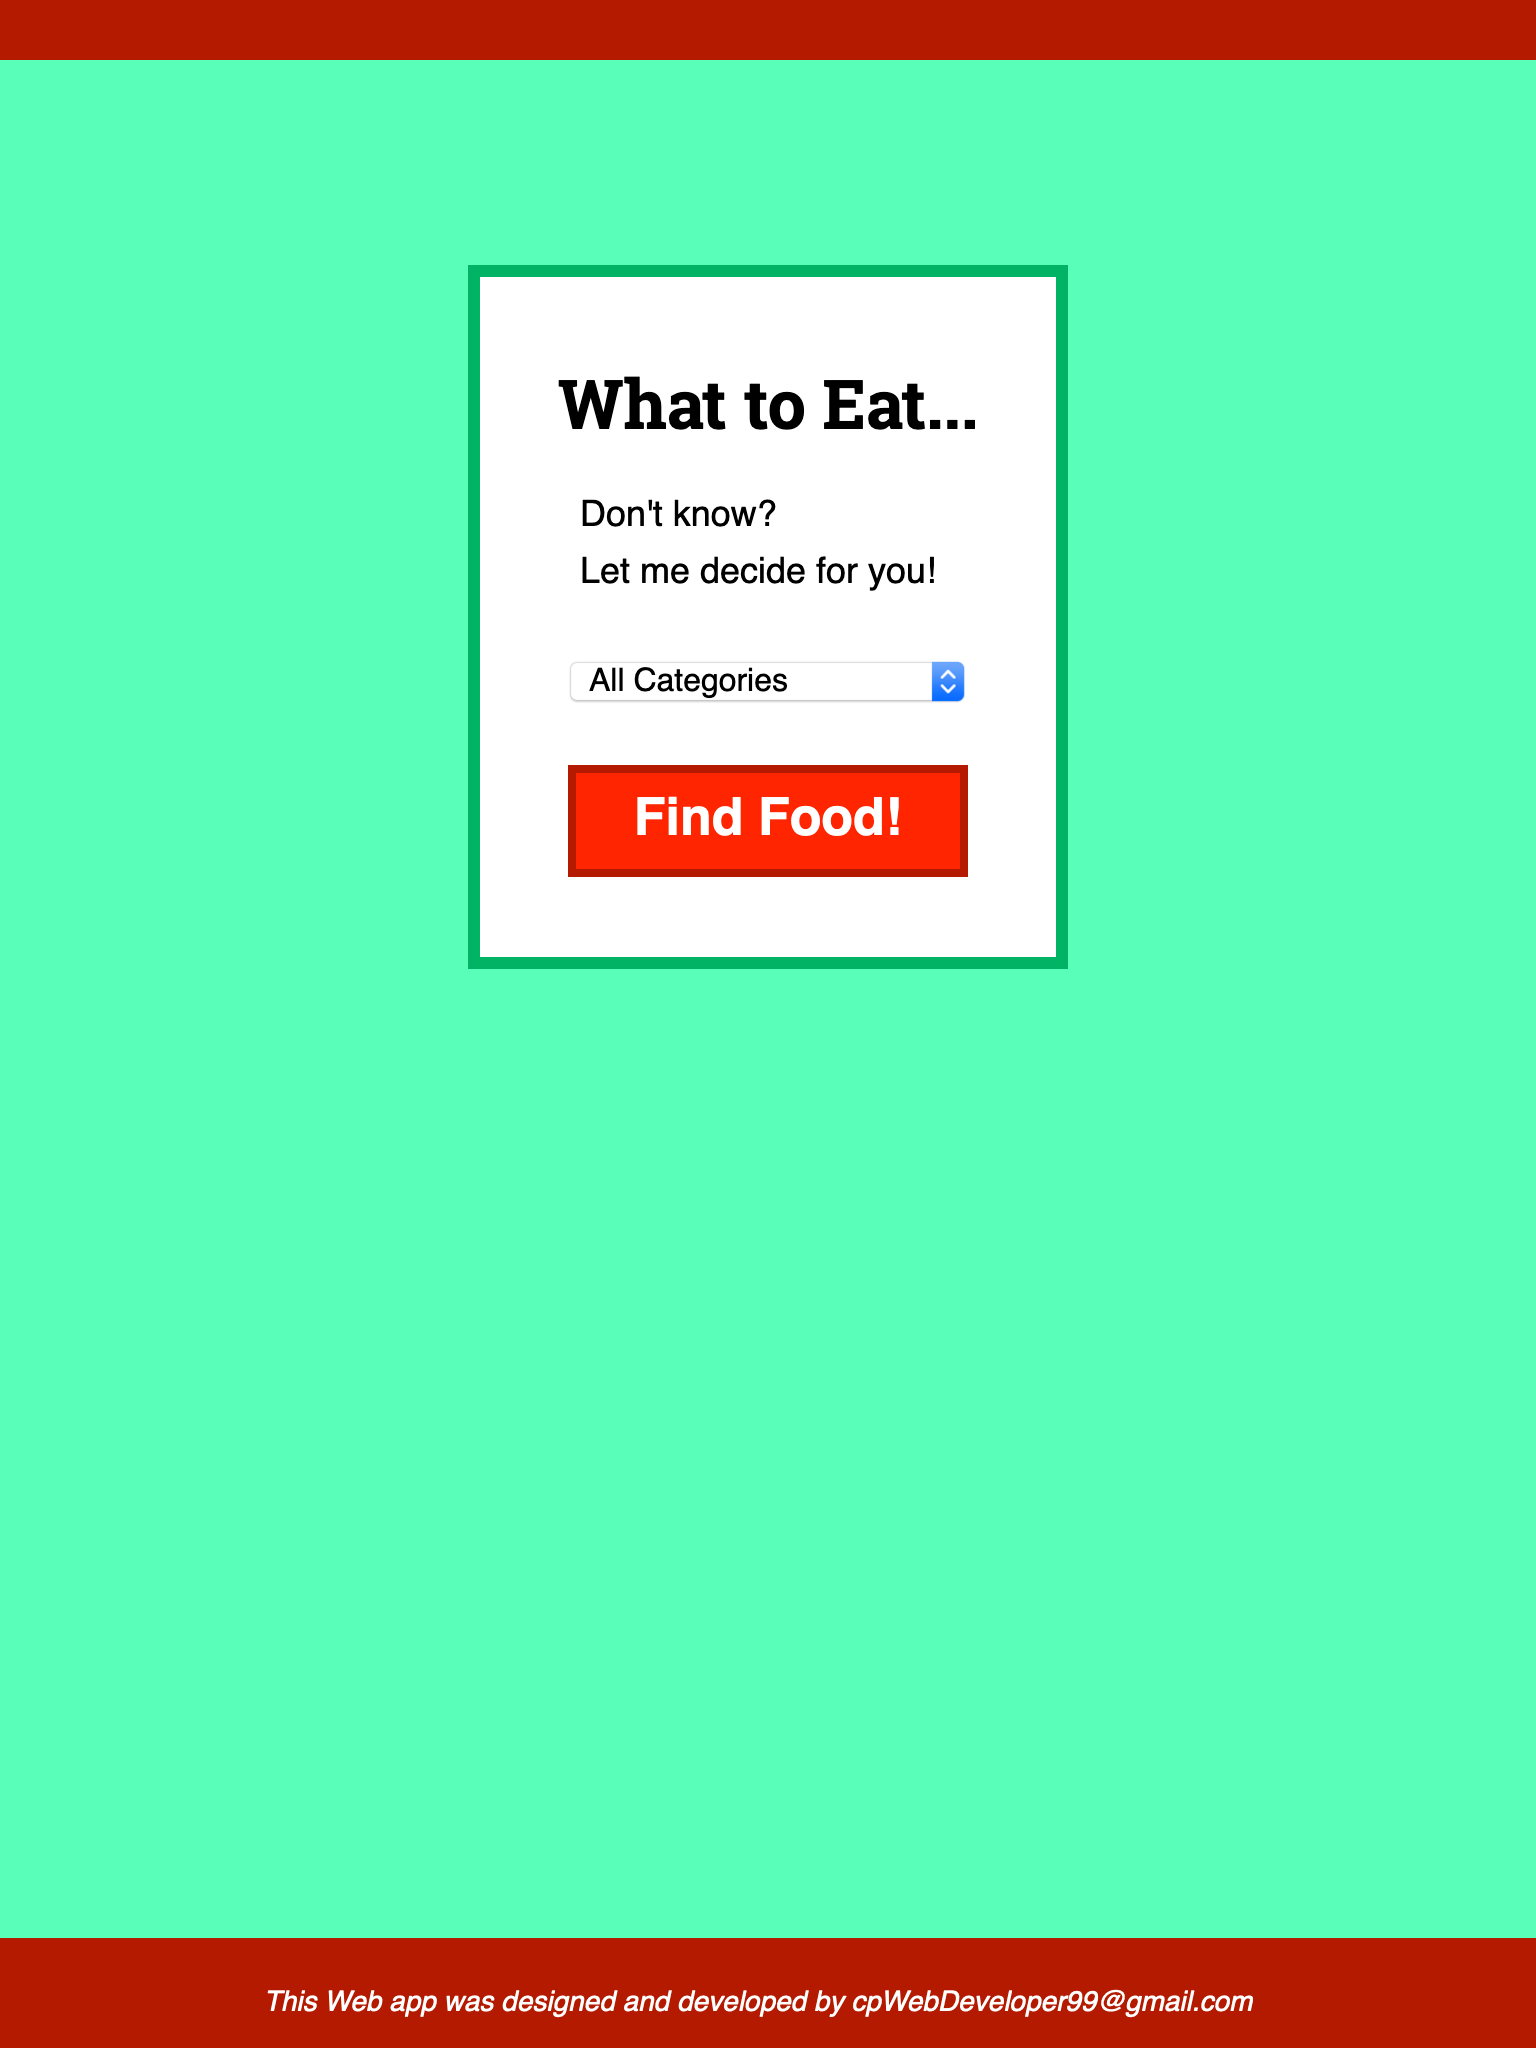 What to Eat...
Don't know?
Let me decide for you!
All Categories
Find Food!
This Web app was designed and developed by cpWebDeveloper99@gmail.com